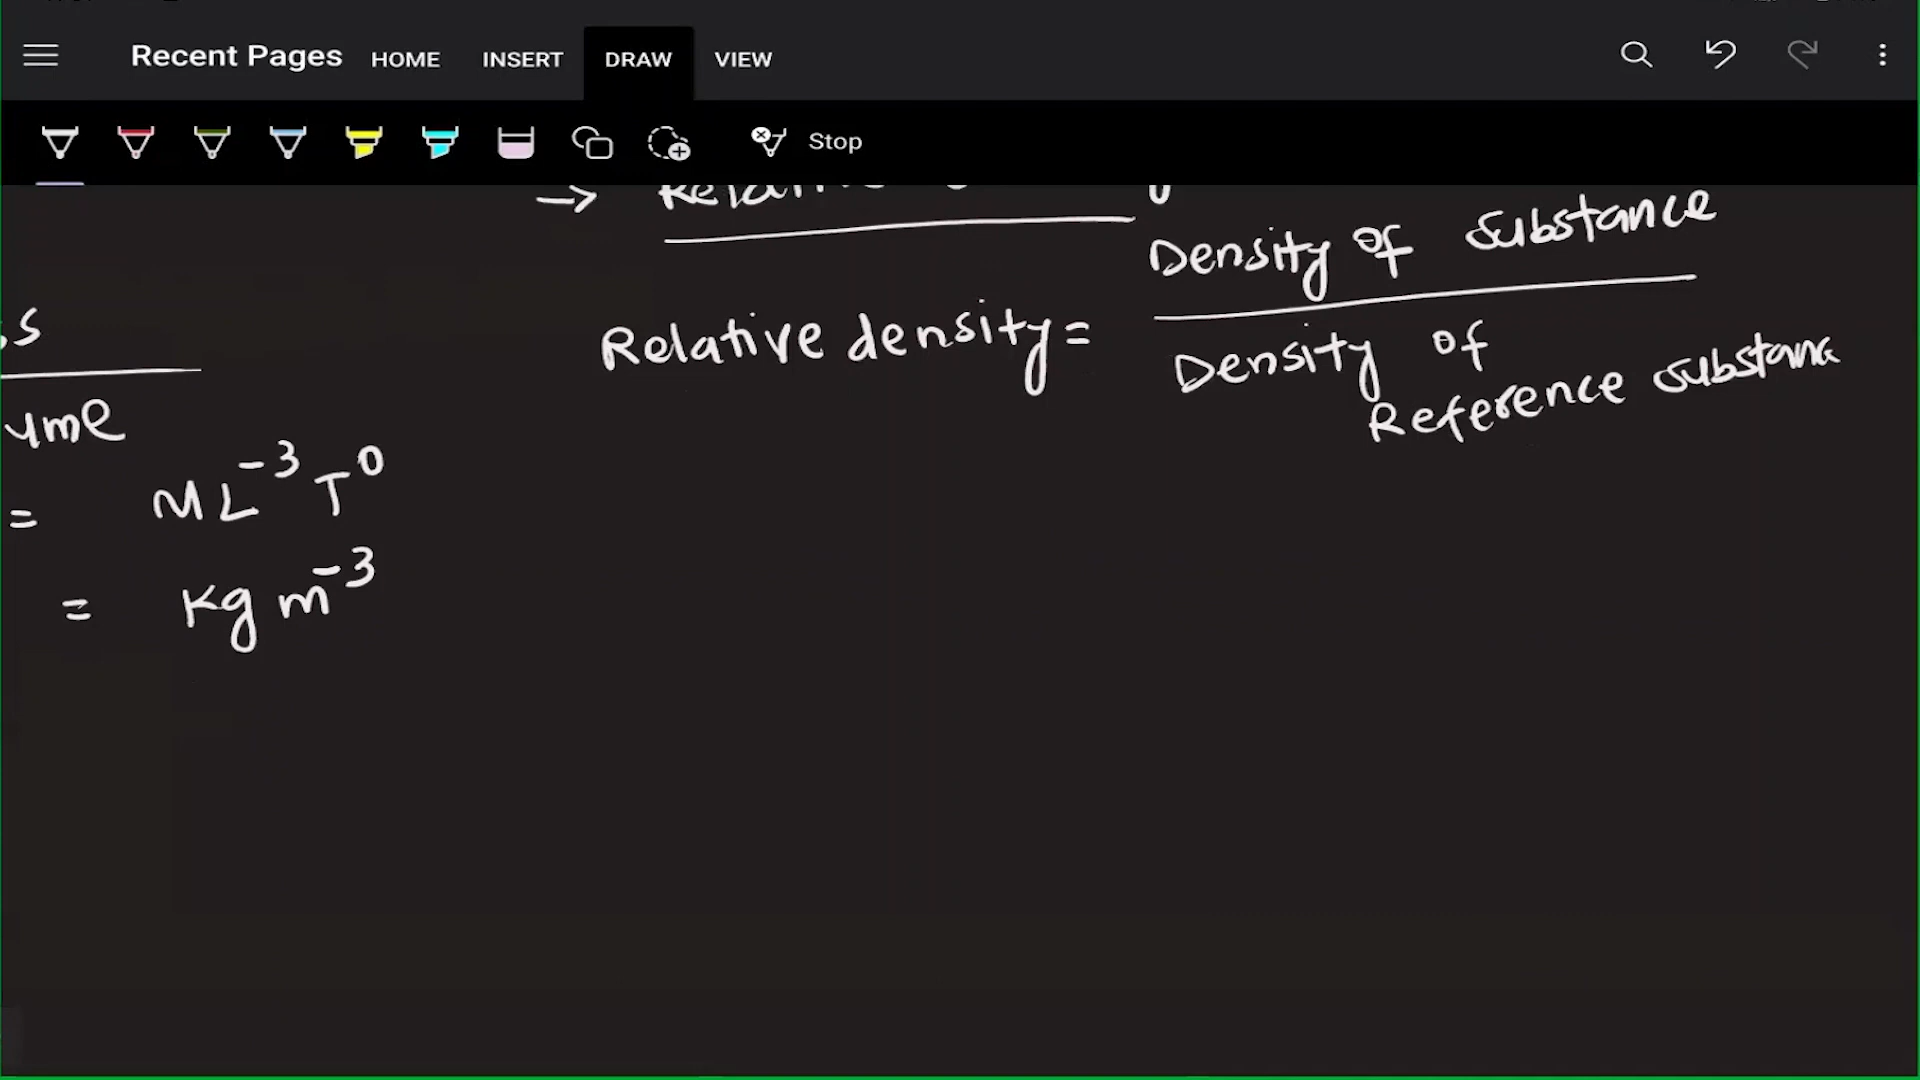 Recent Pages HOME INSERT DRAW VIEW
Stop
Density of substance
Relative density =
Density of
Reference substanc
ume
= ML⁻³T⁰
= Kg m⁻³